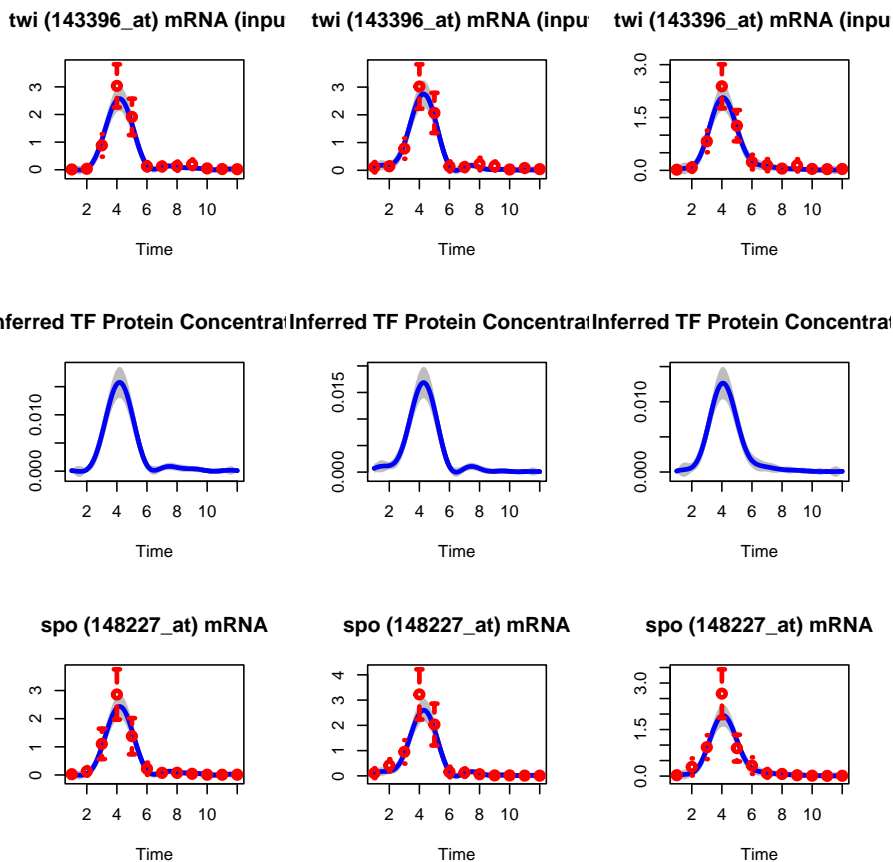 twi (143396_at) mRNA (inpu twi (143396_at) mRNA (inpu twi (143396_at) mRNA (inpu
0 1 2 3
2 4 6 8 10
Time
0 1 2 3
2 4 6 8 10
Time
0.0 1.5 3.0
2 4 6 8 10
Time
nferred TF Protein Concentrat Inferred TF Protein Concentrat Inferred TF Protein Concentrat
0.000 0.010
2 4 6 8 10
Time
0.000 0.015
2 4 6 8 10
Time
0.000 0.010
2 4 6 8 10
Time
spo (148227_at) mRNA spo (148227_at) mRNA spo (148227_at) mRNA
0 1 2 3
2 4 6 8 10
Time
0 1 2 3 4
2 4 6 8 10
Time
0.0 1.5 3.0
2 4 6 8 10
Time